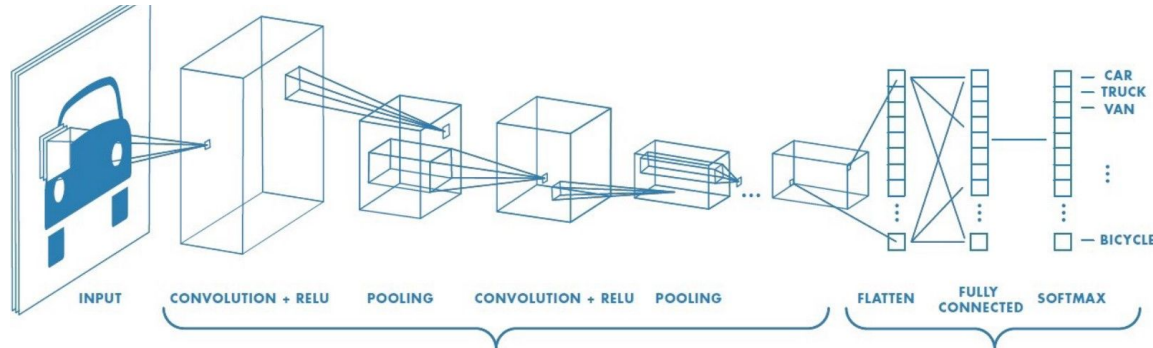 CAR
TRUCK
VAN
BICYCLE
INPUT
CONVOLUTION + RELU
POOLING
CONVOLUTION + RELU
POOLING
FLATTEN
FULLY
CONNECTED
SOFTMAX